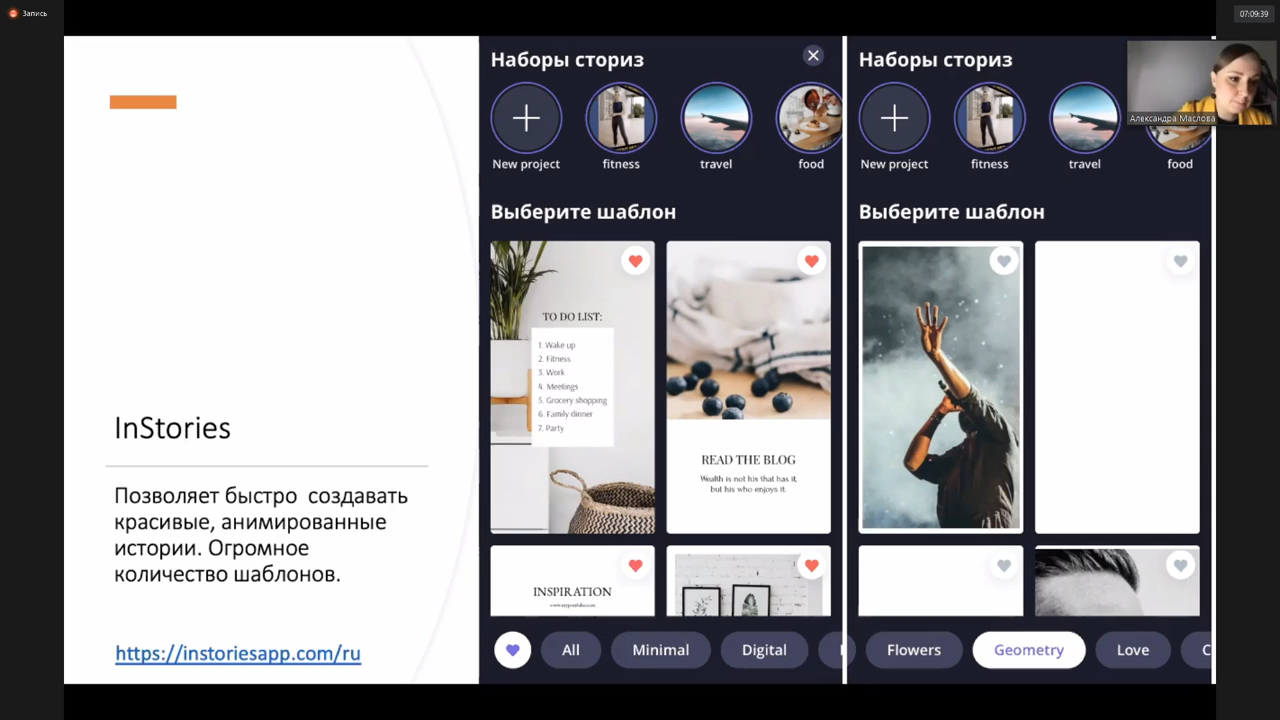 Запись
07:09:39
InStories
Позволяет быстро создавать
красивые, анимированные
истории. Огромное
количество шаблонов.
https://instoriesapp.com/ru
Наборы сториз
New project
fitness
travel
food
Выберите шаблон
TO DO LIST:
1. Wake up
2. Fitness
3. Work
4. Meetings
5. Grocery shopping
6. Family dinner
7. Party
READ THE BLOG
Wealth is not his that has it,
but his who enjoys it.
INSPIRATION
All
Minimal
Digital
Наборы сториз
New project
fitness
travel
food
Александра Маслова
Выберите шаблон
Flowers
Geometry
Love
C